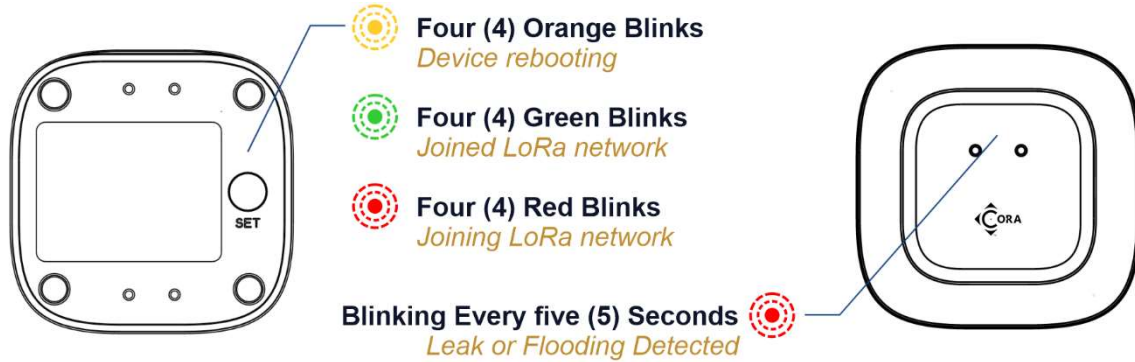 Four (4) Orange Blinks
Device rebooting
Four (4) Green Blinks
Joined LoRa network
SET
Four (4) Red Blinks
Joining LoRa network
CORA
Blinking Every five (5) Seconds
Leak or Flooding Detected